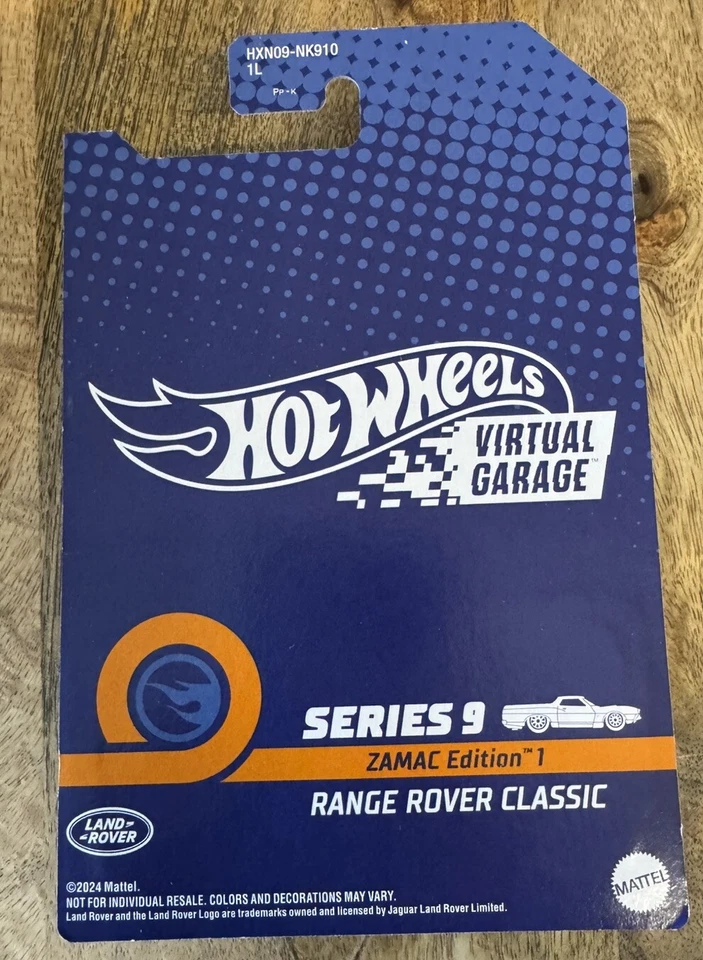 HXN09-NK910
1L
PP-K
HOT WHEELS
VIRTUAL
GARAGE™
SERIES 9
ZAMAC Edition™ 1
RANGE ROVER CLASSIC
LAND-
-ROVER
©2024 Mattel.
NOT FOR INDIVIDUAL RESALE. COLORS AND DECORATIONS MAY VARY.
Land Rover and the Land Rover Logo are trademarks owned and licensed by Jaguar Land Rover Limited.
MATTEL